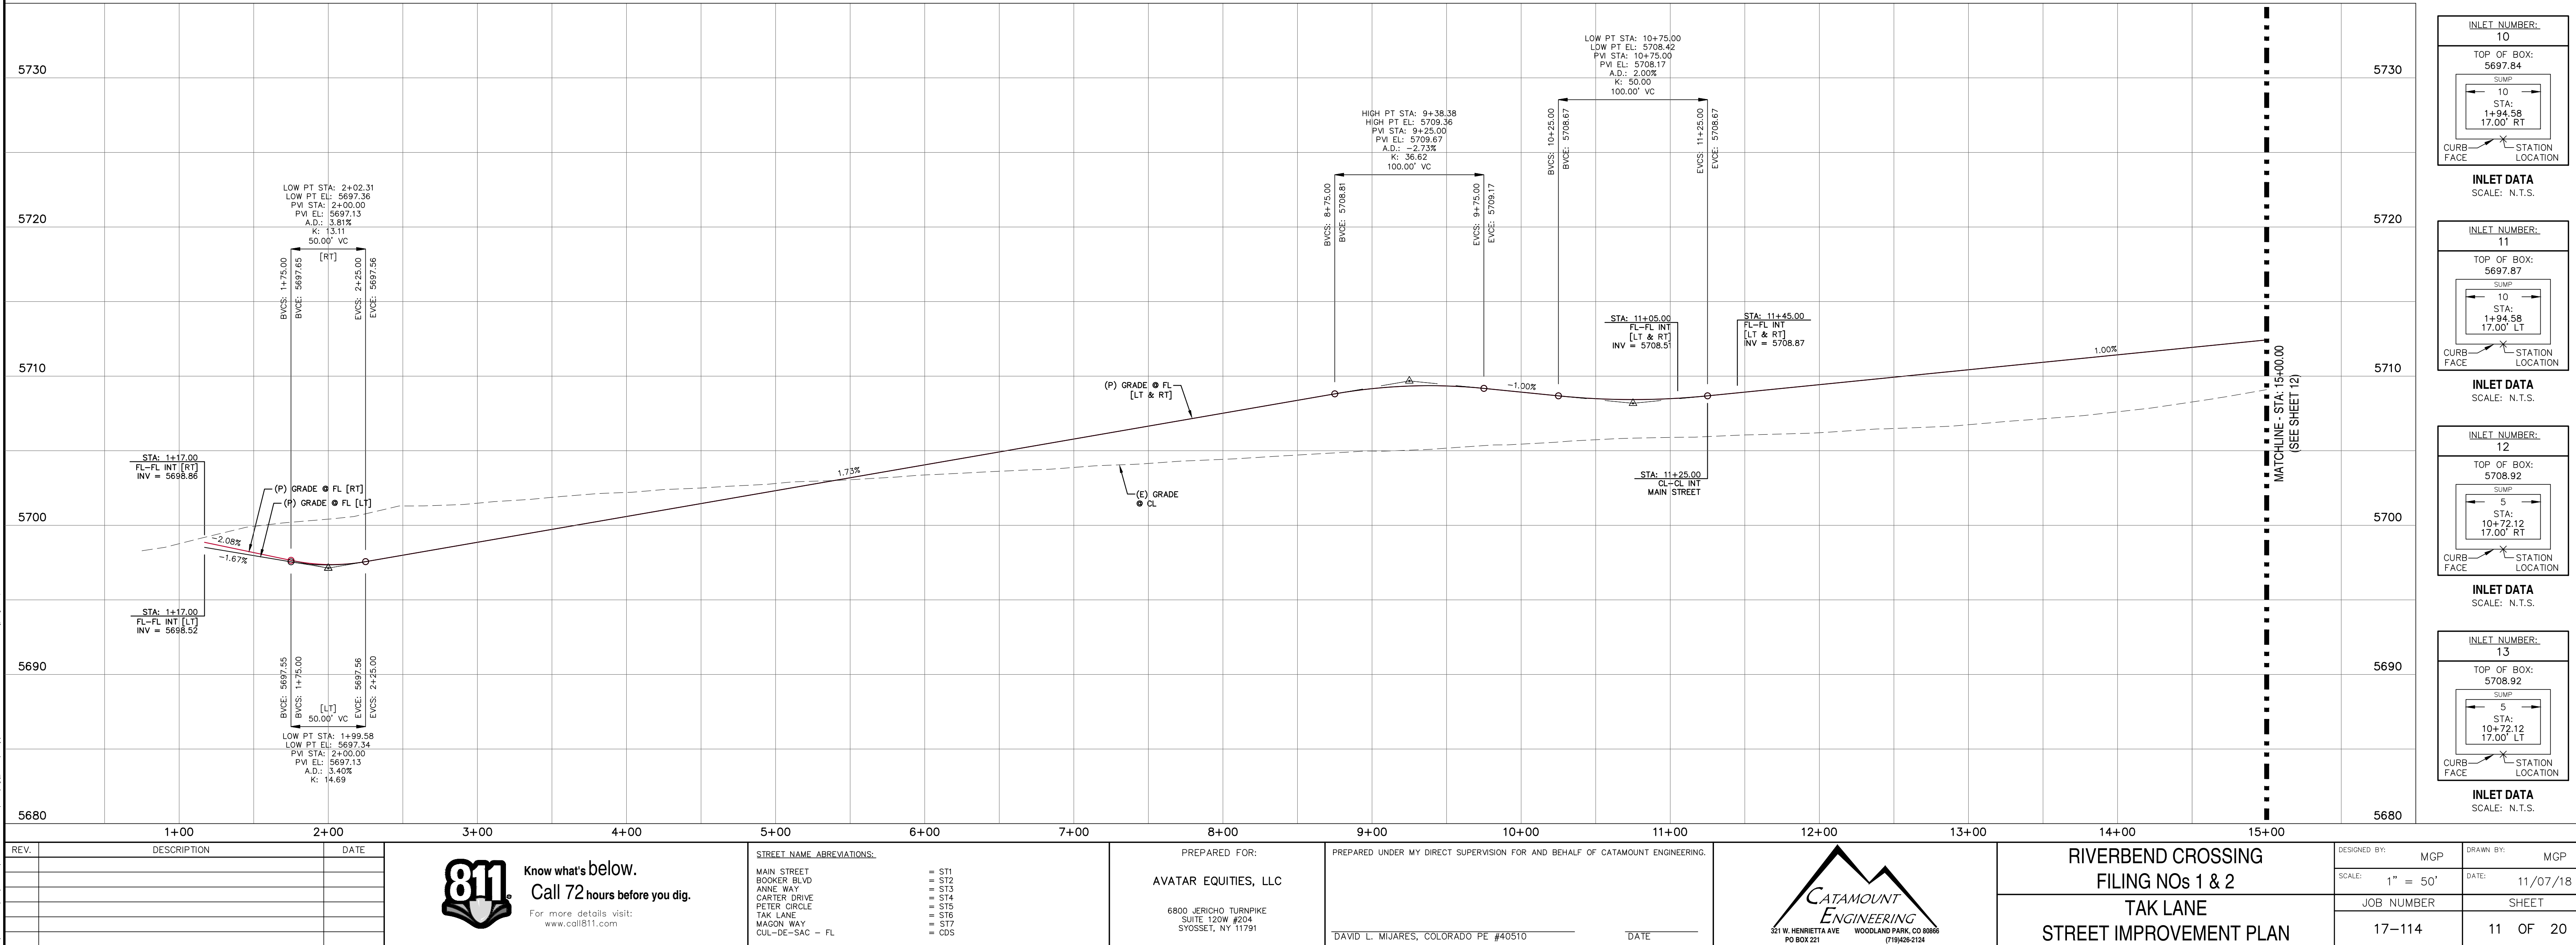 5730
5720
5710
5700
5690
5680
LOW PT STA: 2+02.31
LOW PT EL: 5697.36
PVI STA: 2+00.00
PVI EL: 5697.13
A.D.: 3.81%
K: 13.11
50.00' VC
[RT]
BVCS: 1+75.00
BVCE: 5697.65
EVCS: 2+25.00
EVCE: 5697.56
STA: 1+17.00
FL-FL INT [RT]
INV = 5698.86
(P) GRADE @ FL [RT]
(P) GRADE @ FL [LT]
-2.08%
-1.67%
STA: 1+17.00
FL-FL INT [LT]
INV = 5698.52
BVCE: 5697.55
BVCS: 1+75.00
EVCE: 5697.56
EVCS: 2+25.00
[LT]
50.00' VC
LOW PT STA: 1+99.58
LOW PT EL: 5697.34
PVI STA: 2+00.00
PVI EL: 5697.13
A.D.: 3.40%
K: 14.69
1.73%
(P) GRADE @ FL
[LT & RT]
(E) GRADE
@ CL
HIGH PT STA: 9+38.38
HIGH PT EL: 5709.36
PVI STA: 9+25.00
PVI EL: 5709.67
A.D.: -2.73%
K: 36.62
100.00' VC
BVCS: 8+75.00
BVCE: 5708.81
EVCS: 9+75.00
EVCE: 5709.17
-1.00%
LOW PT STA: 10+75.00
LOW PT EL: 5708.42
PVI STA: 10+75.00
PVI EL: 5708.17
A.D.: 2.00%
K: 50.00
100.00' VC
BVCS: 10+25.00
BVCE: 5708.67
EVCS: 11+25.00
EVCE: 5708.67
STA: 11+05.00
FL-FL INT
[LT & RT]
INV = 5708.51
STA: 11+45.00
FL-FL INT
[LT & RT]
INV = 5708.87
STA: 11+25.00
CL-CL INT
MAIN STREET
1.00%
MATCHLINE - STA: 15+00.00
(SEE SHEET 12)
5730
5720
5710
5700
5690
5680
1+00
2+00
3+00
4+00
5+00
6+00
7+00
8+00
9+00
10+00
11+00
12+00
13+00
14+00
15+00
INLET NUMBER:
10
TOP OF BOX:
5697.84
SUMP
10
STA:
1+94.58
17.00' RT
CURB FACE
STATION LOCATION
INLET DATA
SCALE: N.T.S.
INLET NUMBER:
11
TOP OF BOX:
5697.87
SUMP
10
STA:
1+94.58
17.00' LT
CURB FACE
STATION LOCATION
INLET DATA
SCALE: N.T.S.
INLET NUMBER:
12
TOP OF BOX:
5708.92
SUMP
5
STA:
10+72.12
17.00' RT
CURB FACE
STATION LOCATION
INLET DATA
SCALE: N.T.S.
INLET NUMBER:
13
TOP OF BOX:
5708.92
SUMP
5
STA:
10+72.12
17.00' LT
CURB FACE
STATION LOCATION
INLET DATA
SCALE: N.T.S.
REV. DESCRIPTION DATE
811
Know what's below.
Call 72 hours before you dig.
For more details visit:
www.call811.com
STREET NAME ABREVIATIONS:
MAIN STREET = ST1
BOOKER BLVD = ST2
ANNE WAY = ST3
CARTER DRIVE = ST4
PETER CIRCLE = ST5
TAK LANE = ST6
MAGON WAY = ST7
CUL-DE-SAC - FL = CDS
PREPARED FOR:
AVATAR EQUITIES, LLC
6800 JERICHO TURNPIKE
SUITE 120W #204
SYOSSET, NY 11791
PREPARED UNDER MY DIRECT SUPERVISION FOR AND BEHALF OF CATAMOUNT ENGINEERING.
DAVID L. MIJARES, COLORADO PE #40510 DATE
CATAMOUNT
ENGINEERING
321 W. HENRIETTA AVE WOODLAND PARK, CO 80866
PO BOX 221 (719)426-2124
RIVERBEND CROSSING
FILING NOs 1 & 2
TAK LANE
STREET IMPROVEMENT PLAN
DESIGNED BY: MGP
DRAWN BY: MGP
SCALE: 1" = 50'
DATE: 11/07/18
JOB NUMBER
17-114
SHEET
11 OF 20